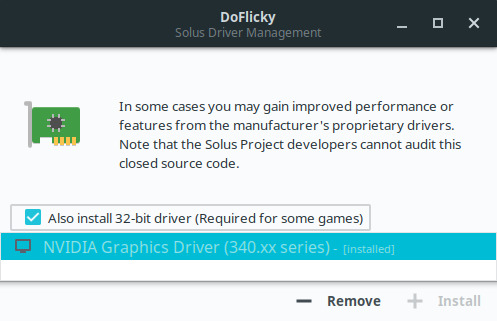 DoFlicky
Solus Driver Management
In some cases you may gain improved performance or
features from the manufacturer's proprietary drivers.
Note that the Solus Project developers cannot audit this
closed source code.
Also install 32-bit driver (Required for some games)
NVIDIA Graphics Driver (340.xx series) - [installed]
Remove Install